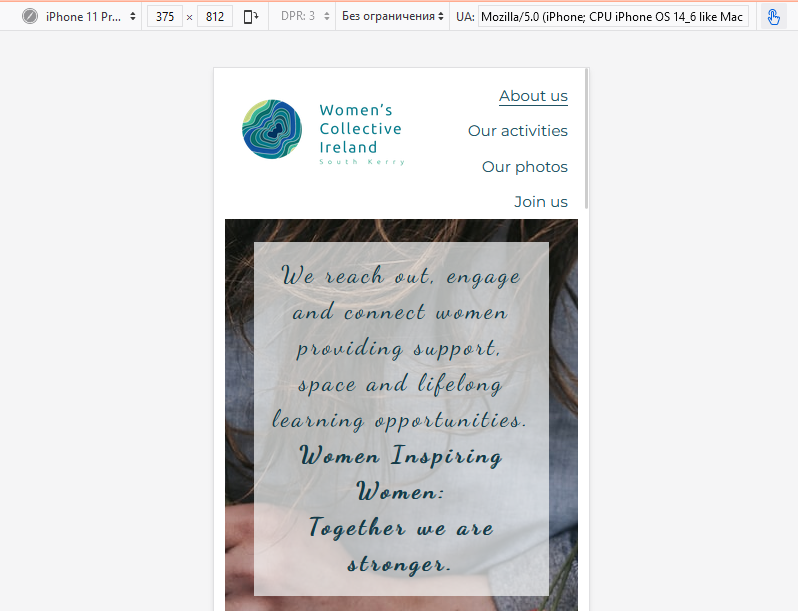 iPhone 11 Pr...
375
×
812
DPR: 3
Без ограничения
UA:
Mozilla/5.0 (iPhone; CPU iPhone OS 14_6 like Mac
Women's
Collective
Ireland
South Kerry
About us
Our activities
Our photos
Join us
We reach out, engage
and connect women
providing support,
space and lifelong
learning opportunities.
Women Inspiring
Women:
Together we are
stronger.